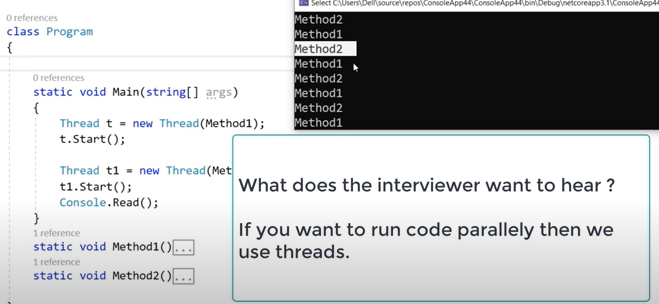 0 references
class Program
{
0 references
static void Main(string[] args)
{
Thread t = new Thread(Method1);
t.Start();
Thread t1 = new Thread(Met
t1.Start();
Console.Read();
}
1 reference
static void Method1()...
1 reference
static void Method2()...
Select C:\Users\Dell\source\repos\ConsoleApp44\ConsoleApp44\bin\Debug\netcoreapp3.1\ConsoleApp44
Method2
Method1
Method2
Method1
Method2
Method1
Method2
Method1
What does the interviewer want to hear ?
If you want to run code parallely then we
use threads.